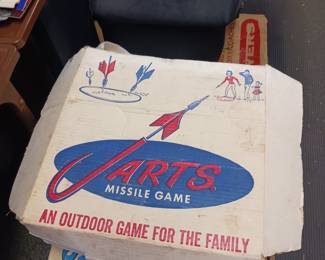 JARTS
MISSILE GAME
AN OUTDOOR GAME FOR THE FAMILY